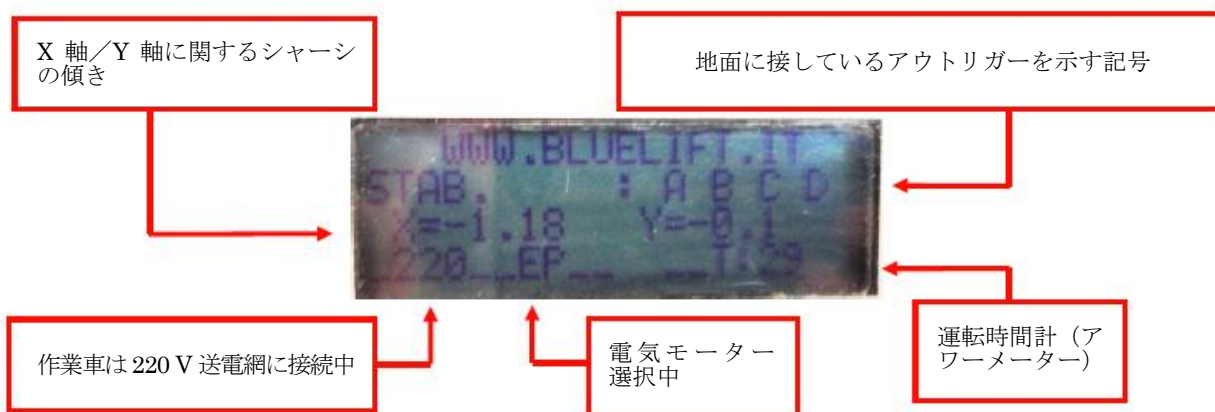 X 軸／Y 軸に関するシャーシ
の傾き
地面に接しているアウトリガーを示す記号
WWW.BLUELIFT.IT
STAB. : A B C D
X=-1.18 Y=-0.1
_220__EP__ __T:29
作業車は 220 V 送電網に接続中
電気モーター
選択中
運転時間計（ア
ワーメーター）